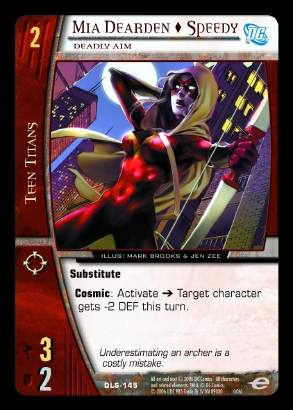 2
MIA DEARDEN ♦ SPEEDY
DC
DEADLY AIM
TEEN TITANS
ILLUS: MARK BROOKS & JEN ZEE
Substitute
Cosmic: Activate ➔ Target character
gets -2 DEF this turn.
3
2
Underestimating an archer is a
costly mistake.
DLS-145